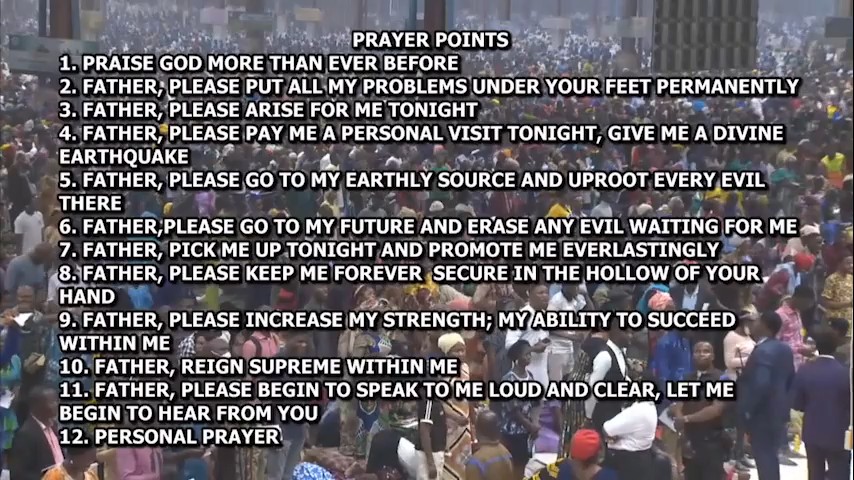 PRAYER POINTS
1. PRAISE GOD MORE THAN EVER BEFORE
2. FATHER, PLEASE PUT ALL MY PROBLEMS UNDER YOUR FEET PERMANENTLY
3. FATHER, PLEASE ARISE FOR ME TONIGHT
4. FATHER, PLEASE PAY ME A PERSONAL VISIT TONIGHT, GIVE ME A DIVINE
EARTHQUAKE
5. FATHER, PLEASE GO TO MY EARTHLY SOURCE AND UPROOT EVERY EVIL
THERE
6. FATHER,PLEASE GO TO MY FUTURE AND ERASE ANY EVIL WAITING FOR ME
7. FATHER, PICK ME UP TONIGHT AND PROMOTE ME EVERLASTINGLY
8. FATHER, PLEASE KEEP ME FOREVER  SECURE IN THE HOLLOW OF YOUR
HAND
9. FATHER, PLEASE INCREASE MY STRENGTH; MY ABILITY TO SUCCEED
WITHIN ME
10. FATHER, REIGN SUPREME WITHIN ME
11. FATHER, PLEASE BEGIN TO SPEAK TO ME LOUD AND CLEAR, LET ME
BEGIN TO HEAR FROM YOU
12. PERSONAL PRAYER